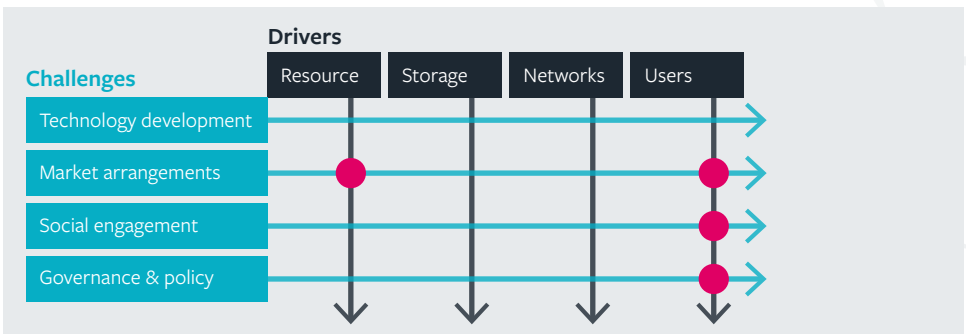 Drivers
Resource Storage Networks Users
Challenges
Technology development
Market arrangements
Social engagement
Governance & policy